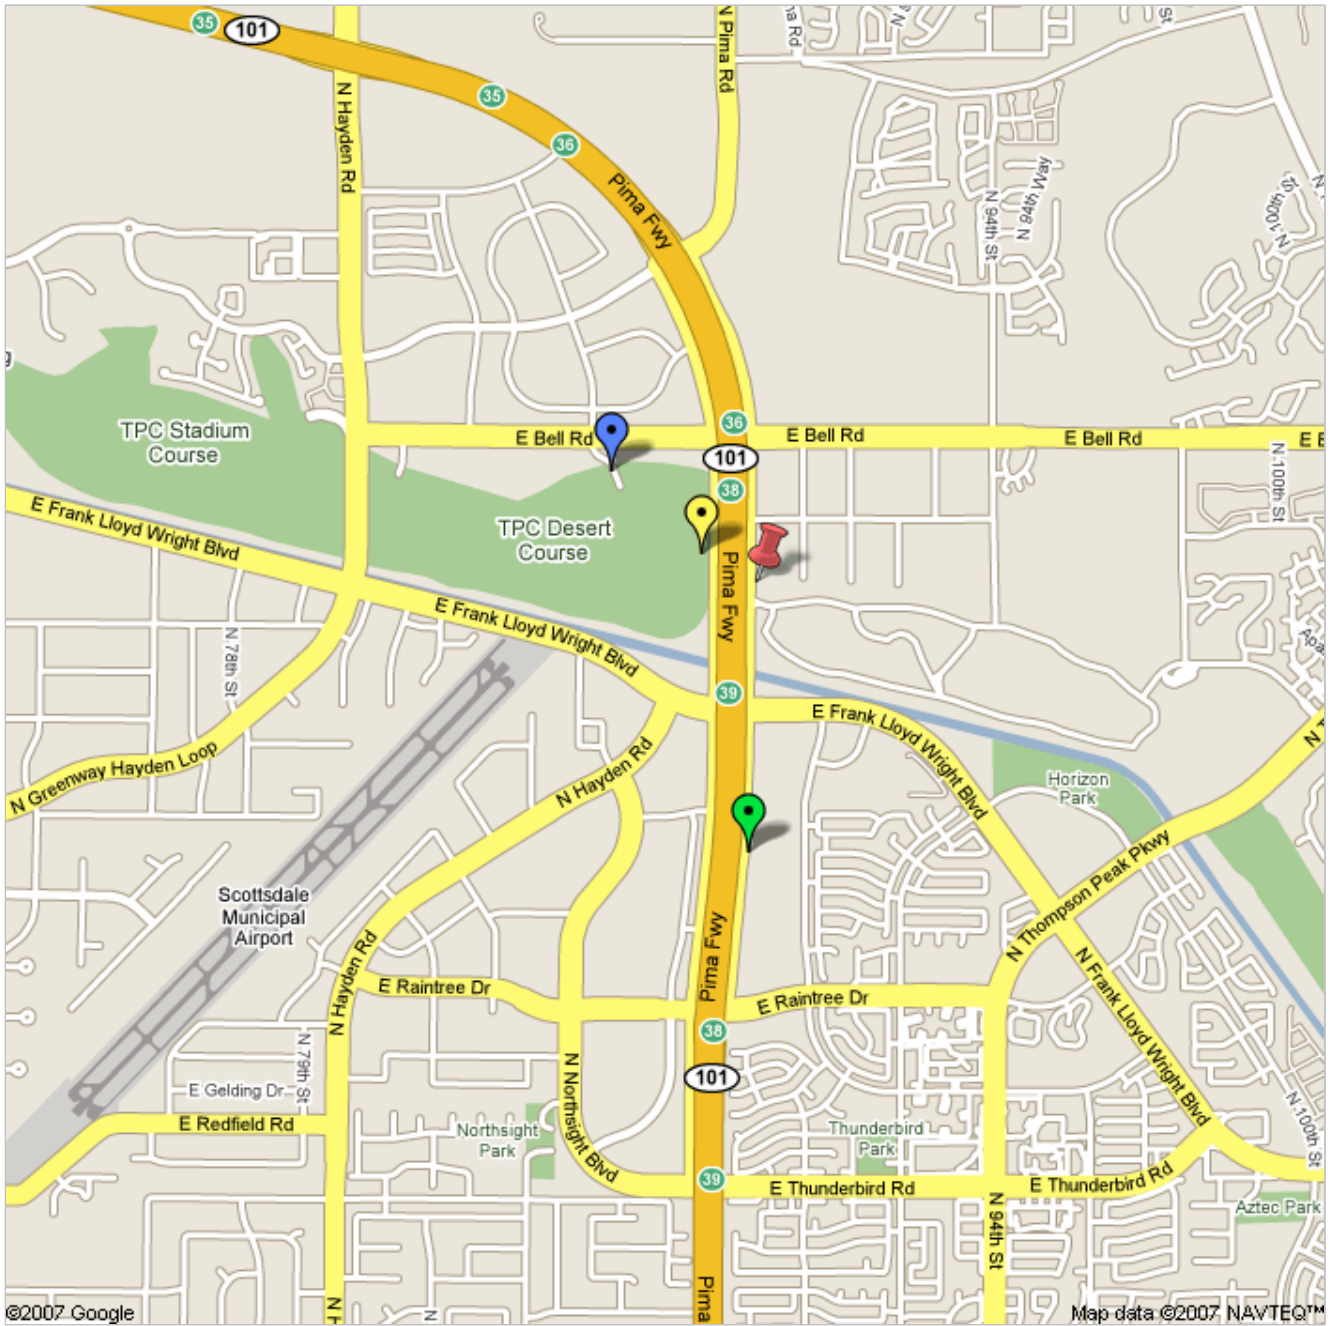 35
101
N Pima Rd
N Hayden Rd
35
36
Pima Fwy
N 94th St
N 94th Way
N 100th St
TPC Stadium
Course
E Bell Rd
36
E Bell Rd
E Bell Rd
101
38
N 100th St
E Frank Lloyd Wright Blvd
TPC Desert
Course
Pima Fwy
E Frank Lloyd Wright Blvd
N 78th St
39
E Frank Lloyd Wright Blvd
N Greenway Hayden Loop
N Hayden Rd
Horizon
Park
N Thompson Peak Pkwy
Scottsdale
Municipal
Airport
N Hayden Rd
Pima Fwy
E Raintree Dr
E Raintree Dr
N Frank Lloyd Wright Blvd
38
N 79th St
101
E Gelding Dr
N Northsight Blvd
E Redfield Rd
Northsight
Park
Thunderbird
Park
N 100th St
39
E Thunderbird Rd
E Thunderbird Rd
N 94th St
Aztec Park
Pima
©2007 Google
Map data ©2007 NAVTEQ™